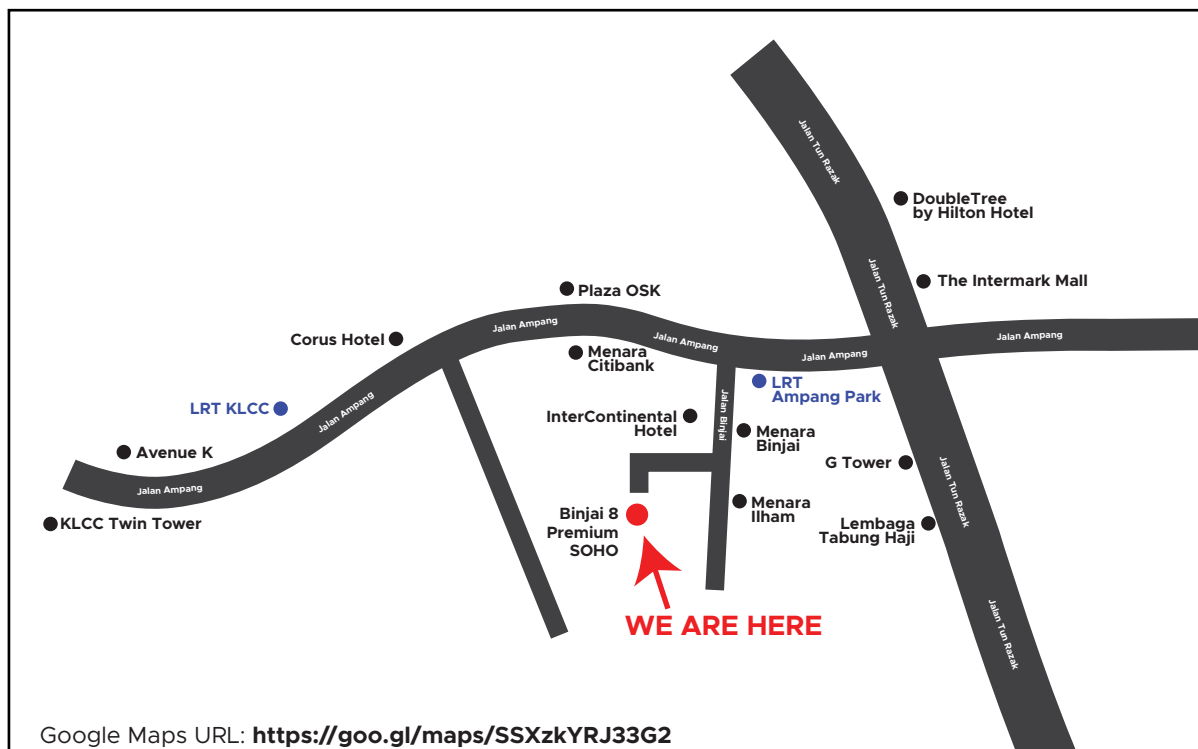 Jalan Tun Razak
DoubleTree
by Hilton Hotel
Jalan Tun Razak
The Intermark Mall
Plaza OSK
Jalan Ampang
Jalan Ampang
Jalan Ampang
Jalan Ampang
Corus Hotel
Menara
Citibank
LRT
Ampang Park
Jalan Binjai
LRT KLCC
Jalan Ampang
InterContinental
Hotel
Menara
Binjai
Avenue K
G Tower
Jalan Tun Razak
Jalan Ampang
KLCC Twin Tower
Binjai 8
Premium
SOHO
Menara
Ilham
Lembaga
Tabung Haji
WE ARE HERE
Jalan Tun Razak
Google Maps URL: https://goo.gl/maps/SSXzkYRJ33G2